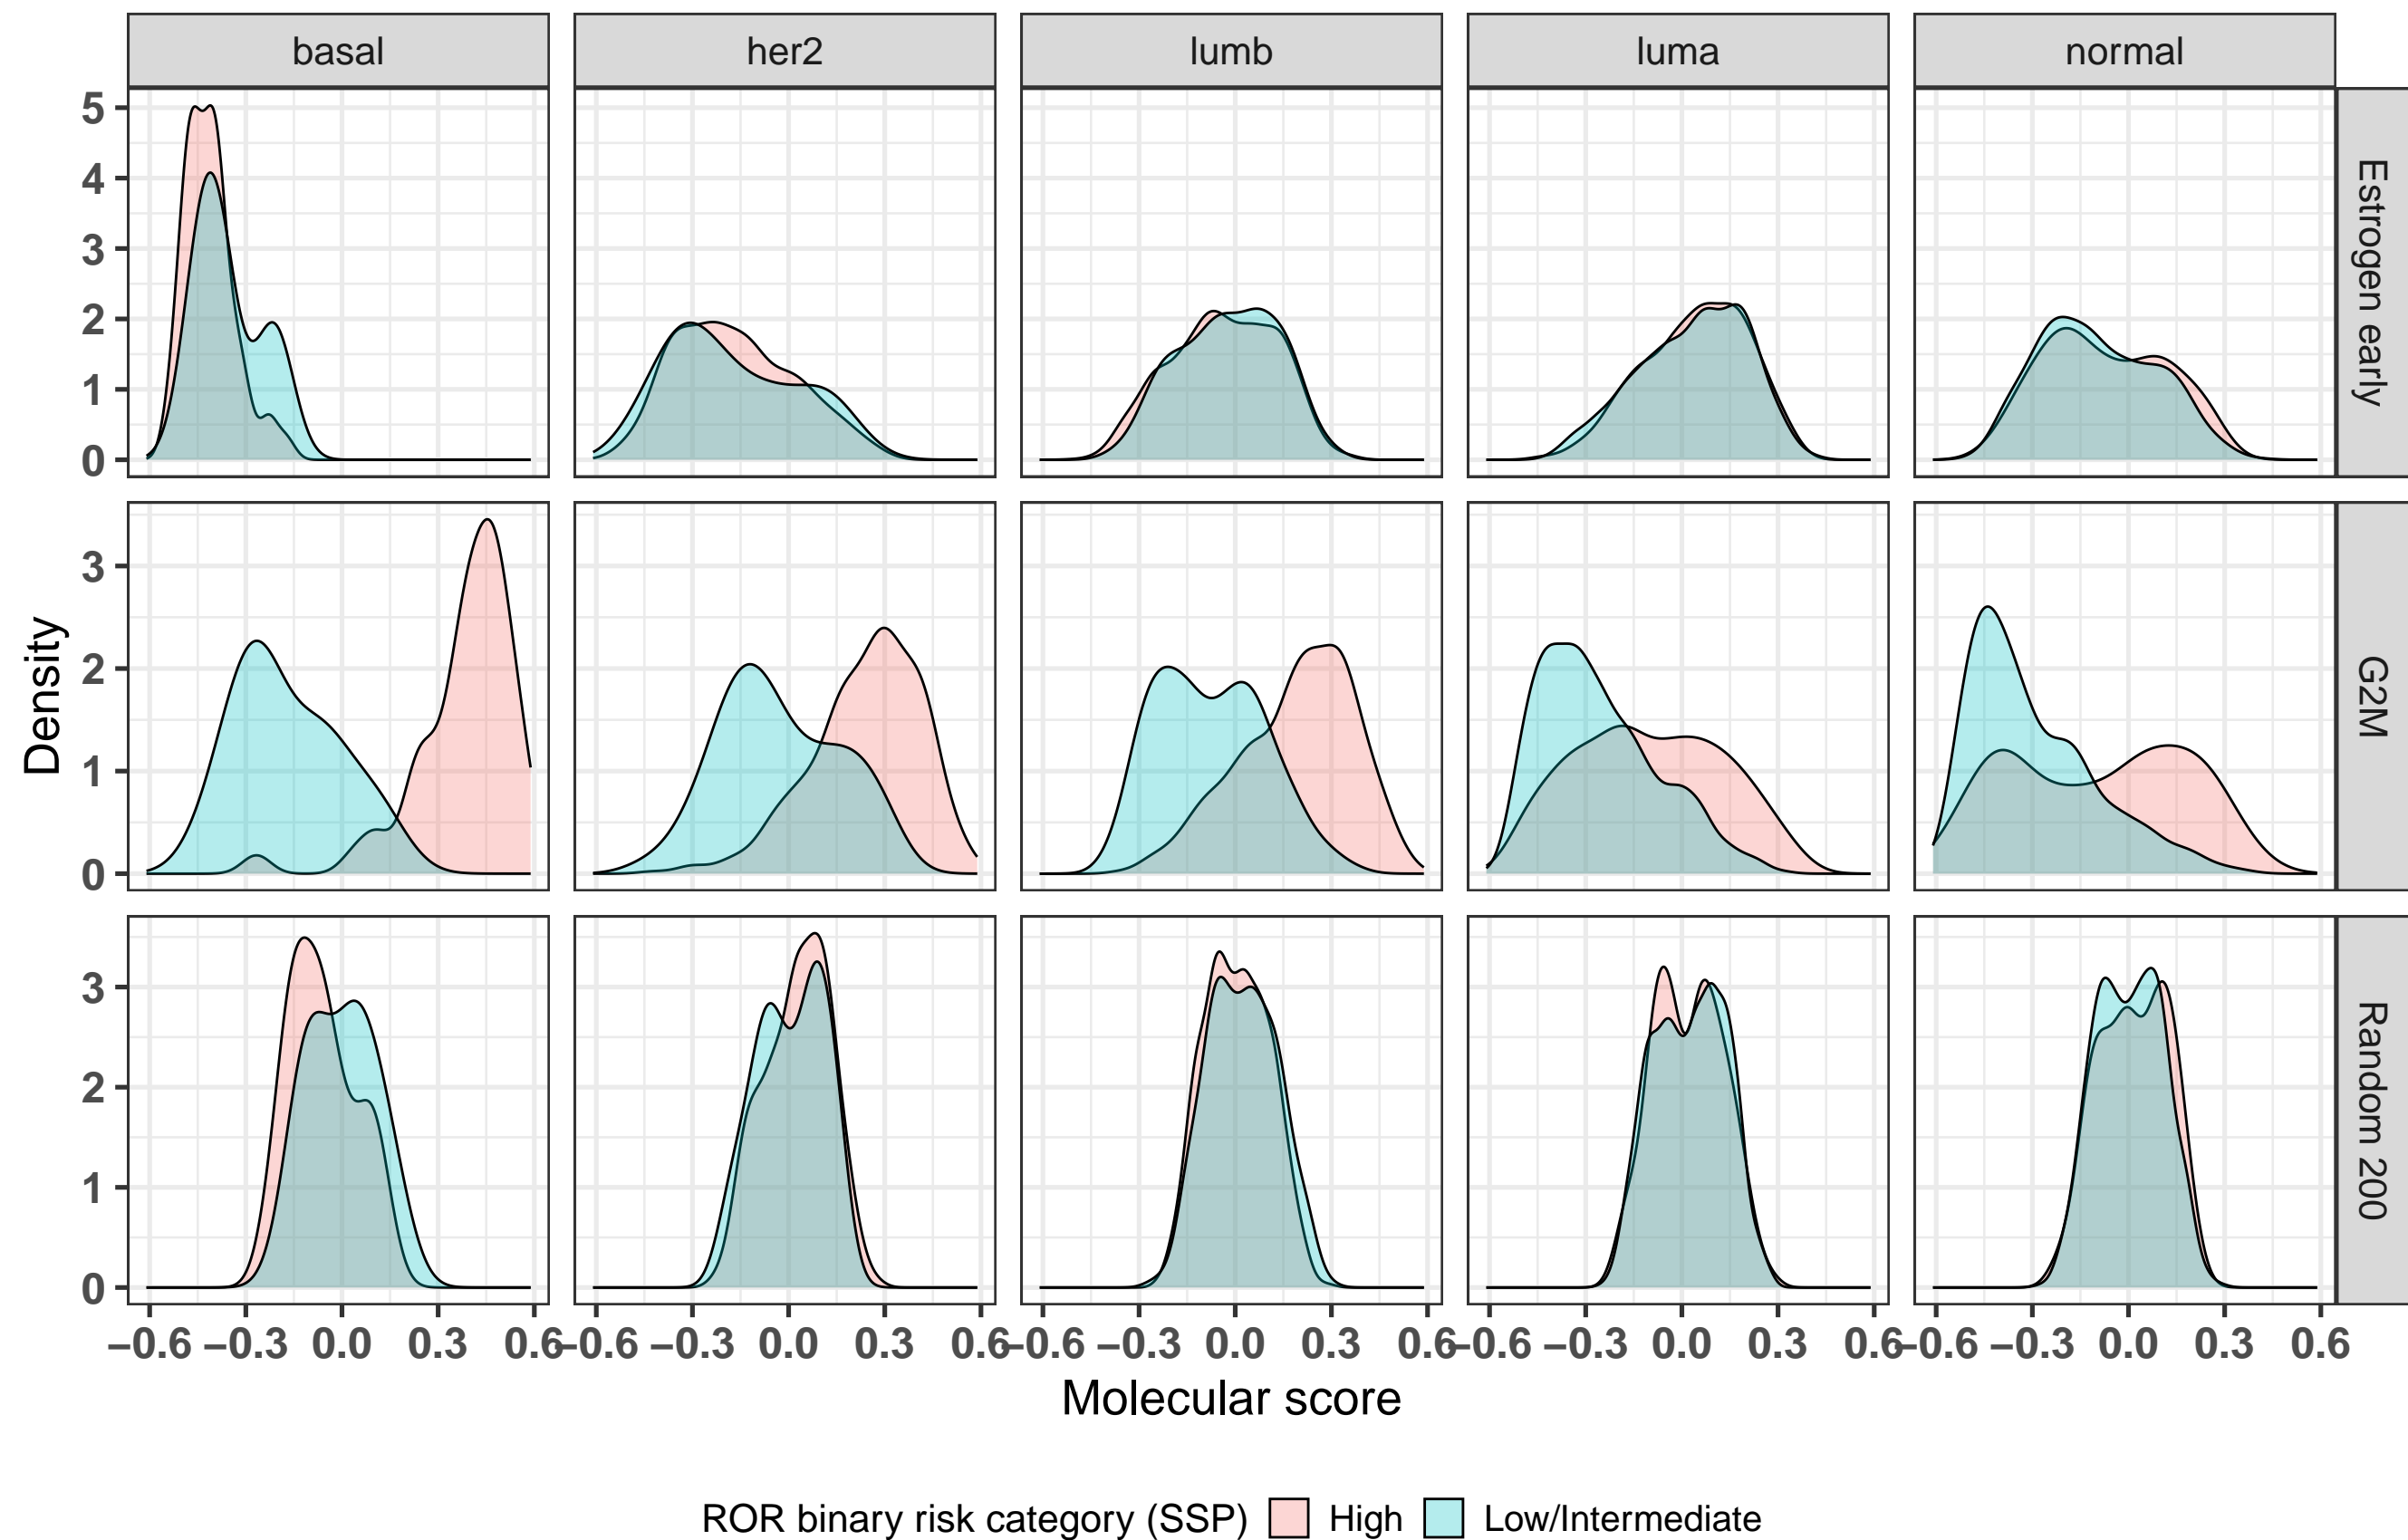 basal her2 lumb luma normal
5
4
3
2
1
0
Estrogen early
Density
3
2
1
0
G2M
3
2
1
0
Random 200
−0.6 −0.3 0.0 0.3 0.6 −0.6 −0.3 0.0 0.3 0.6 −0.6 −0.3 0.0 0.3 0.6 −0.6 −0.3 0.0 0.3 0.6 −0.6 −0.3 0.0 0.3 0.6
Molecular score
ROR binary risk category (SSP) High Low/Intermediate